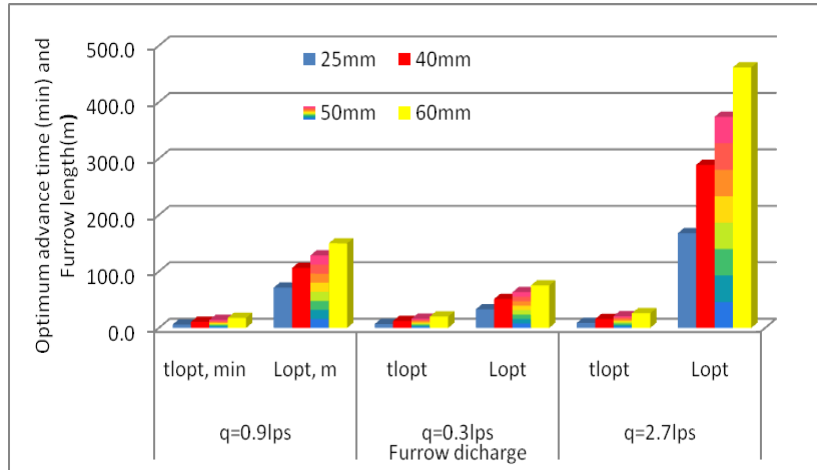 Optimum advance time (min) and
Furrow length(m)
500.0
400.0
300.0
200.0
100.0
0.0
25mm 40mm
50mm 60mm
tlopt, min Lopt, m tlopt Lopt tlopt Lopt
q=0.9lps q=0.3lps q=2.7lps
Furrow dicharge